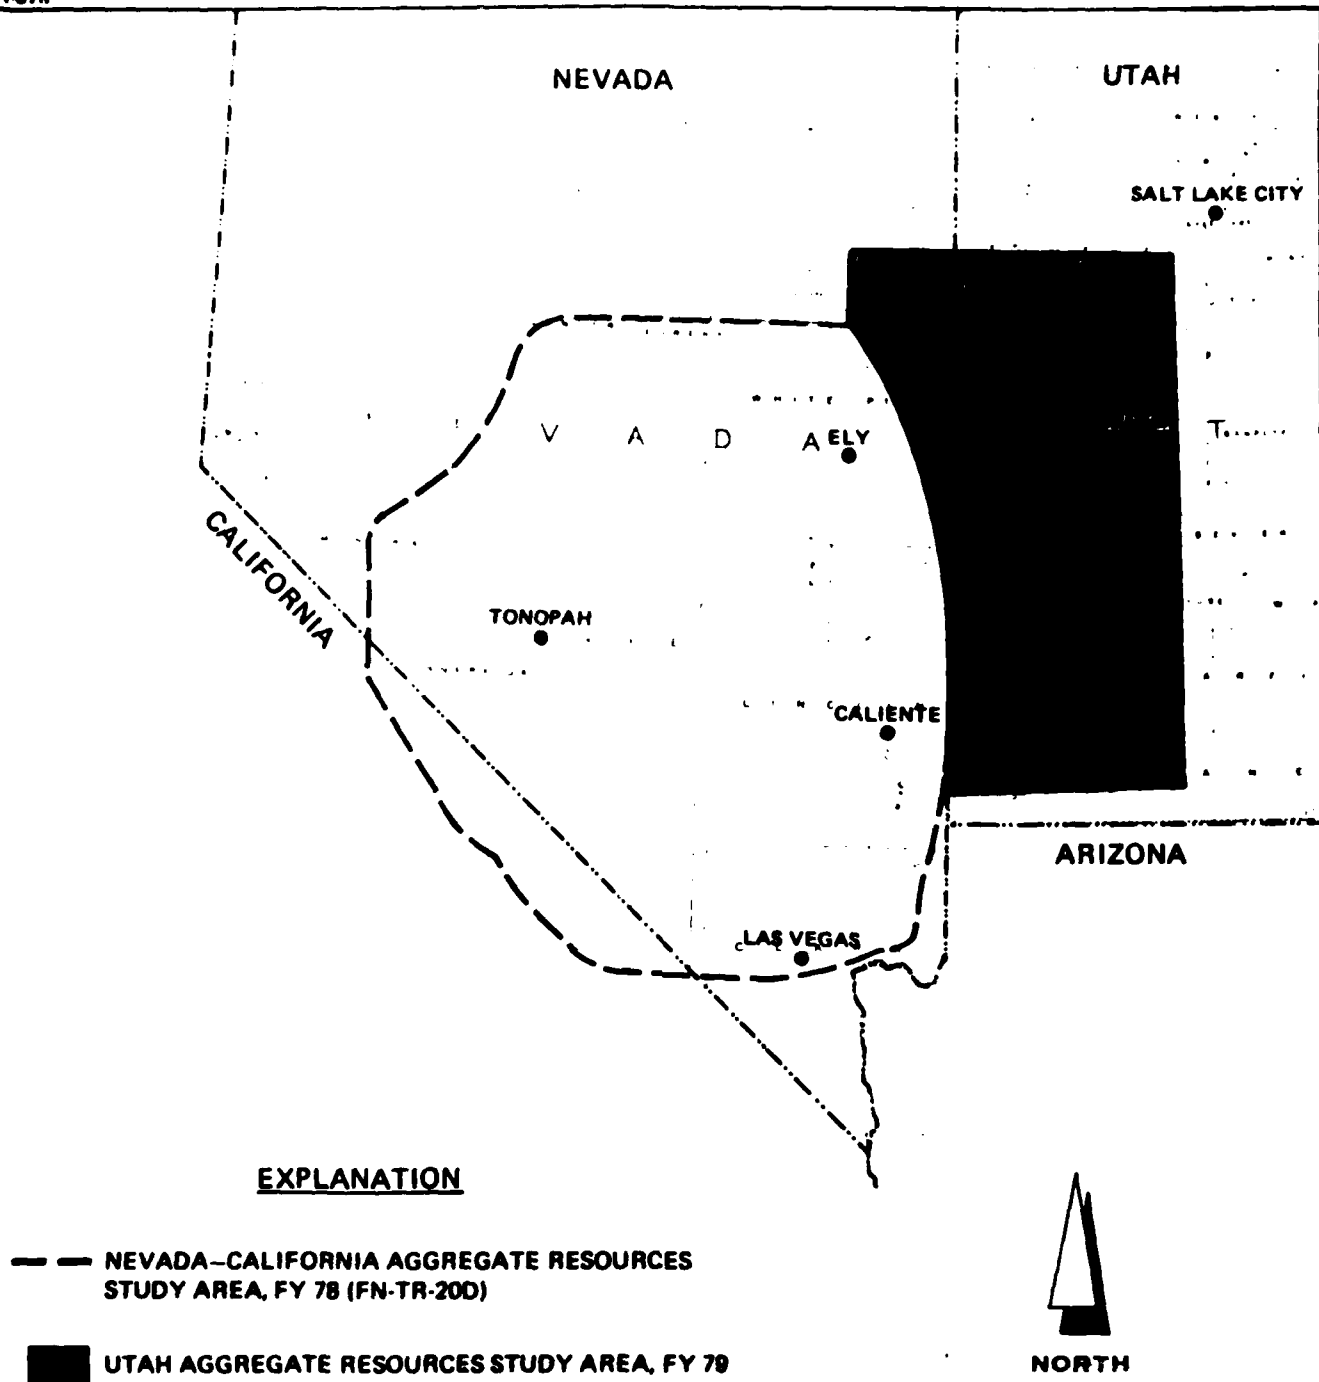 NEVADA
UTAH
SALT LAKE CITY
WHITE
V A D A
ELY
CALIFORNIA
TONOPAH
CALIENTE
ARIZONA
LAS VEGAS
EXPLANATION
NEVADA-CALIFORNIA AGGREGATE RESOURCES
STUDY AREA, FY 78 (FN-TR-20D)
UTAH AGGREGATE RESOURCES STUDY AREA, FY 79
NORTH